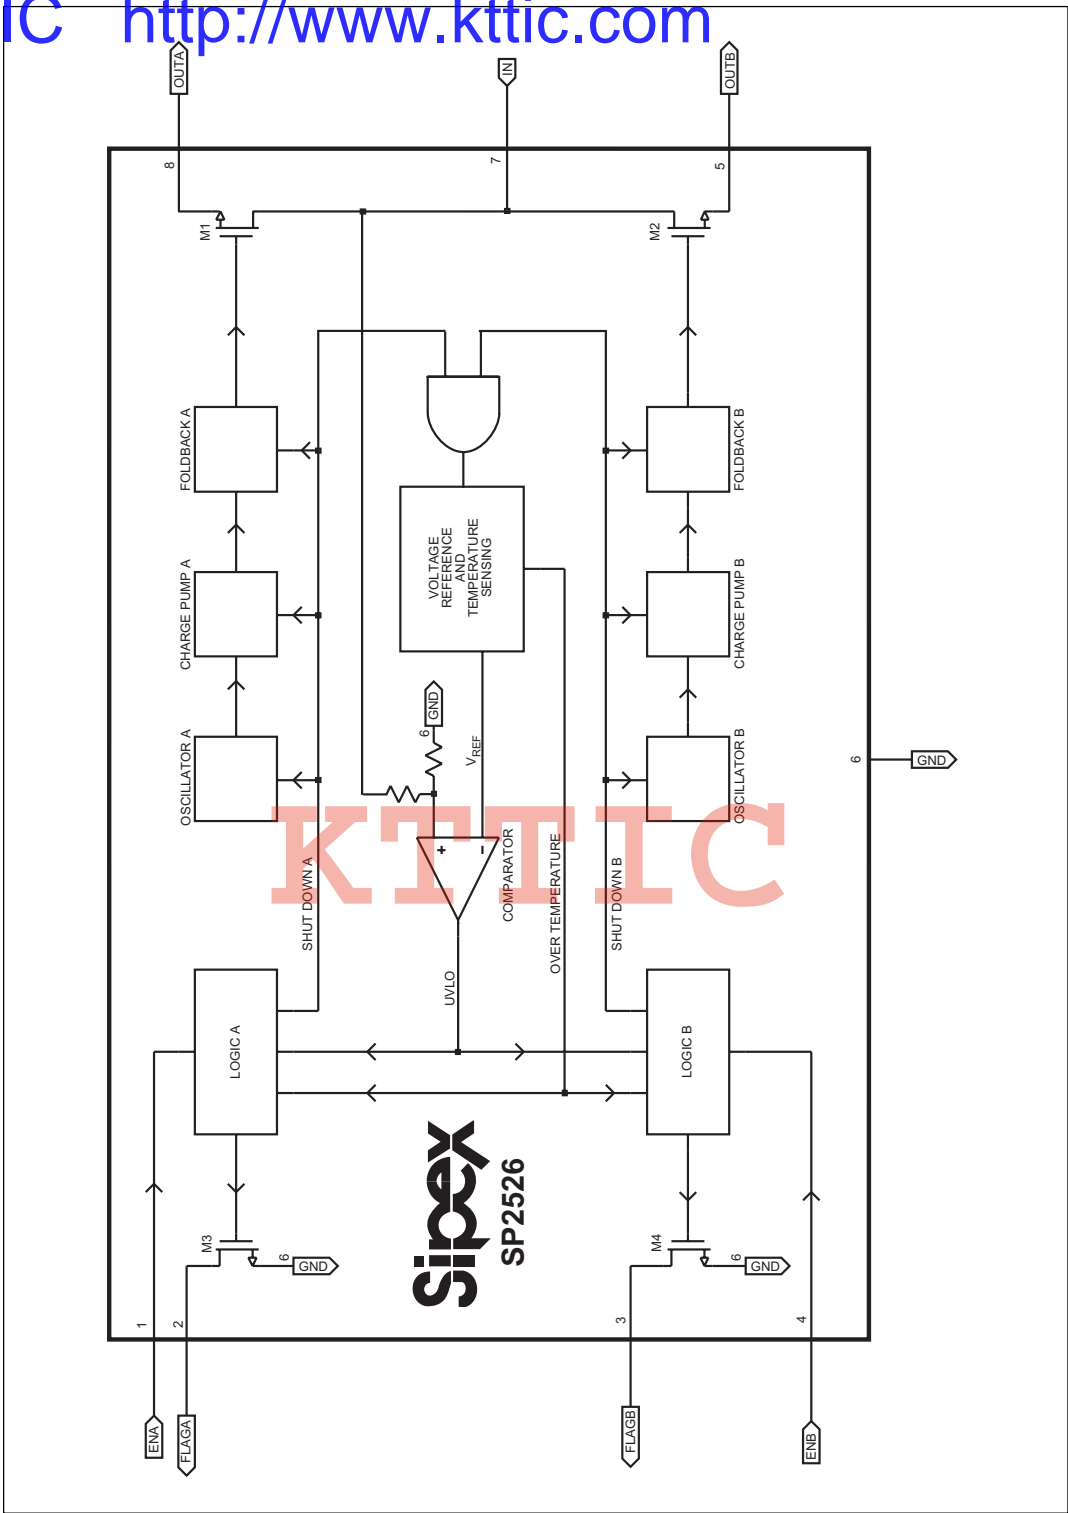 IC http://www.kttic.com
OUTA
IN
OUTB
8
7
5
M1
M2
FOLDBACK A
FOLDBACK B
VOLTAGE
REFERENCE
AND
TEMPERATURE
SENSING
CHARGE PUMP A
CHARGE PUMP B
GND
6
VREF
OSCILLATOR A
OSCILLATOR B
6
GND
KTTIC
+
–
COMPARATOR
SHUT DOWN A
OVER TEMPERATURE
SHUT DOWN B
UVLO
LOGIC A
LOGIC B
Sipex
SP2526
M3
6
GND
M4
6
GND
1
2
3
4
ENA
FLAGA
FLAGB
ENB